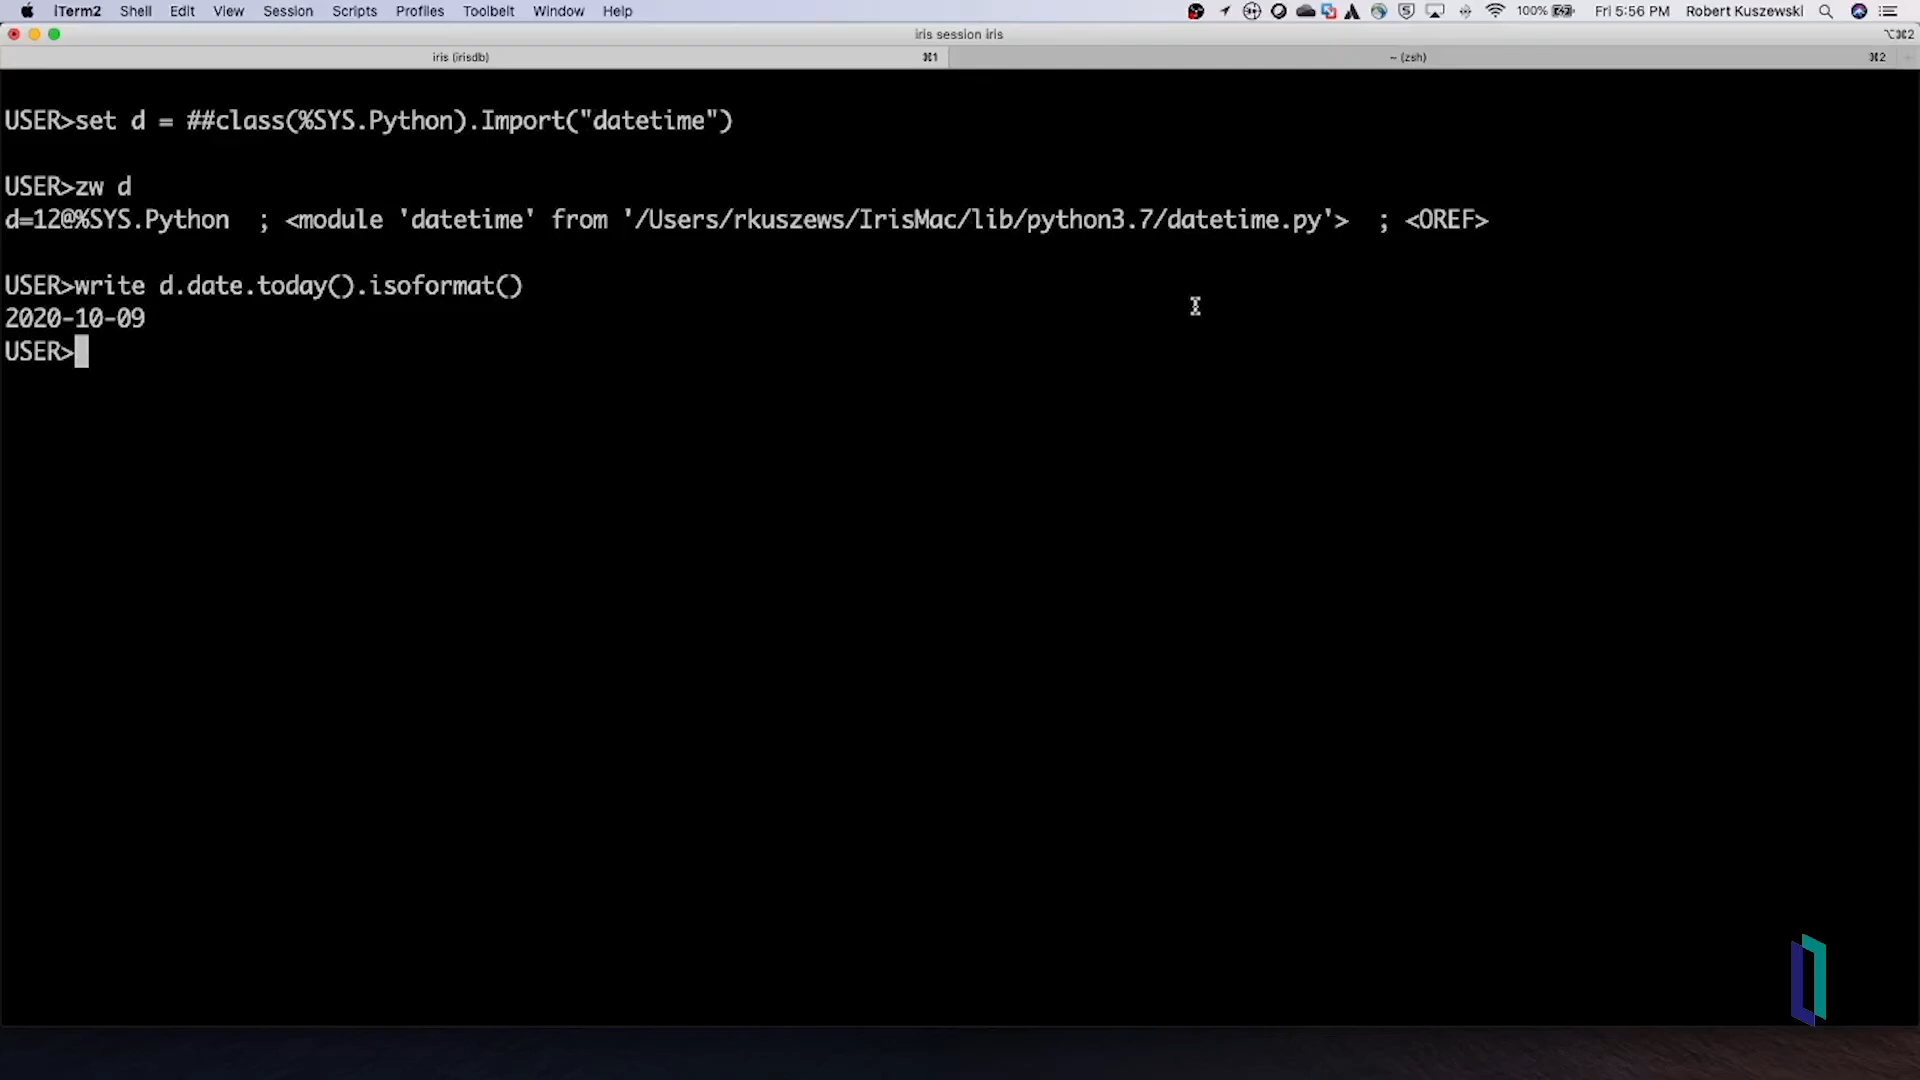 iTerm2 Shell Edit View Session Scripts Profiles Toolbelt Window Help 100% Fri 5:56 PM Robert Kuszewski
iris session iris ⌥⌘2
iris (irisdb) ⌘1 ~ (zsh) ⌘2
USER>set d = ##class(%SYS.Python).Import("datetime")
USER>zw d
d=12@%SYS.Python ; <module 'datetime' from '/Users/rkuszews/IrisMac/lib/python3.7/datetime.py'> ; <OREF>
USER>write d.date.today().isoformat()
2020-10-09
USER>